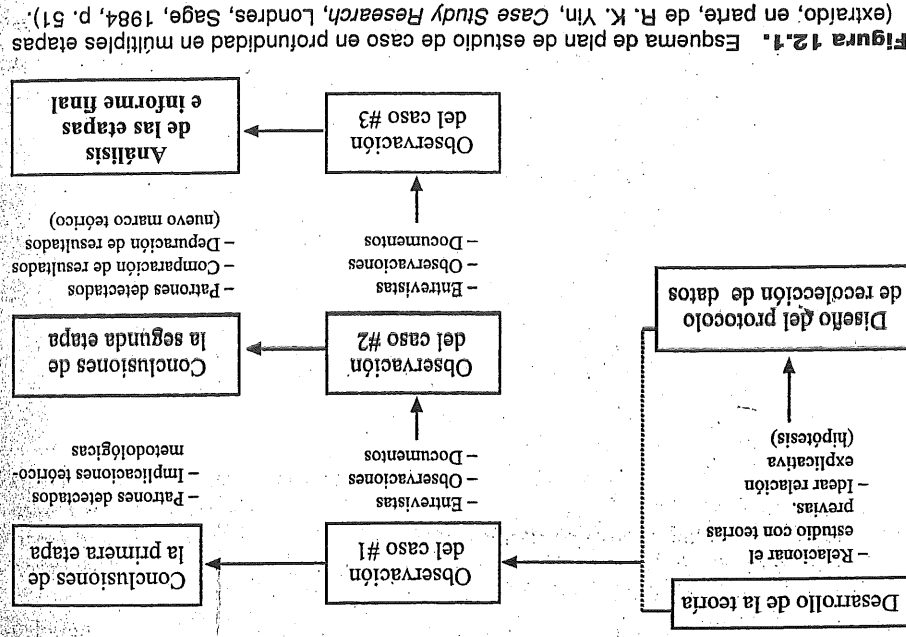 Desarrollo de la teoría
– Relacionar el
estudio con teorías
previas.
– Idear relación
explicativa
(hipótesis)
Diseño del protocolo
de recolección de datos
Observación
del caso #1
– Entrevistas
– Observaciones
– Documentos
Observación
del caso #2
– Entrevistas
– Observaciones
– Documentos
Observación
del caso #3
Conclusiones de
la primera etapa
– Patrones detectados
– Implicaciones teórico-
metodológicas
Conclusiones de
la segunda etapa
– Patrones detectados
– Comparación de resultados
– Depuración de resultados
(nuevo marco teórico)
Análisis
de las etapas
e informe final
Figura 12.1. Esquema de plan de estudio de caso en profundidad en múltiples etapas
(extraído, en parte, de R. K. Yin, Case Study Research, Londres, Sage, 1984, p. 51).